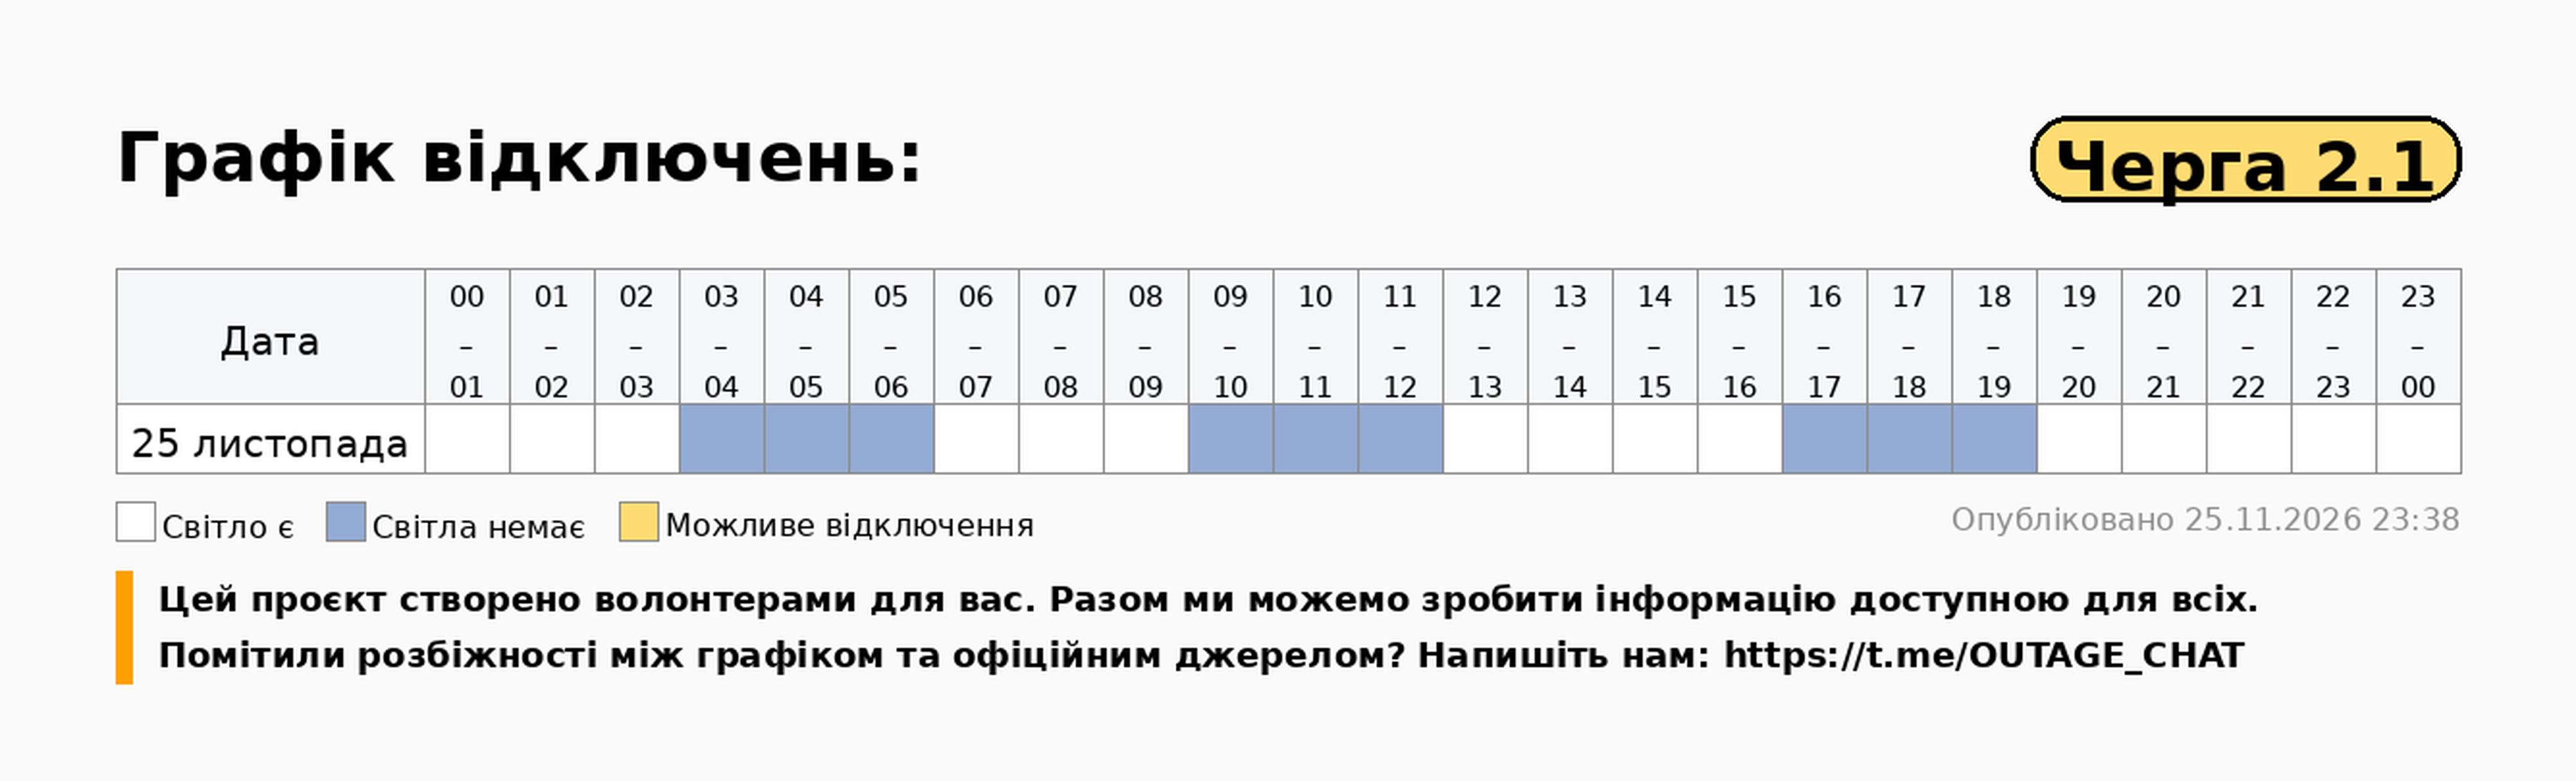 Графік відключень:
Черга 2.1
Дата 00 – 01 01 – 02 02 – 03 03 – 04 04 – 05 05 – 06 06 – 07 07 – 08 08 – 09 09 – 10 10 – 11 11 – 12 12 – 13 13 – 14 14 – 15 15 – 16 16 – 17 17 – 18 18 – 19 19 – 20 20 – 21 21 – 22 22 – 23 23 – 00
25 листопада
Світло є Світла немає Можливе відключення
Опубліковано 25.11.2026 23:38
Цей проєкт створено волонтерами для вас. Разом ми можемо зробити інформацію доступною для всіх.
Помітили розбіжності між графіком та офіційним джерелом? Напишіть нам: https://t.me/OUTAGE_CHAT